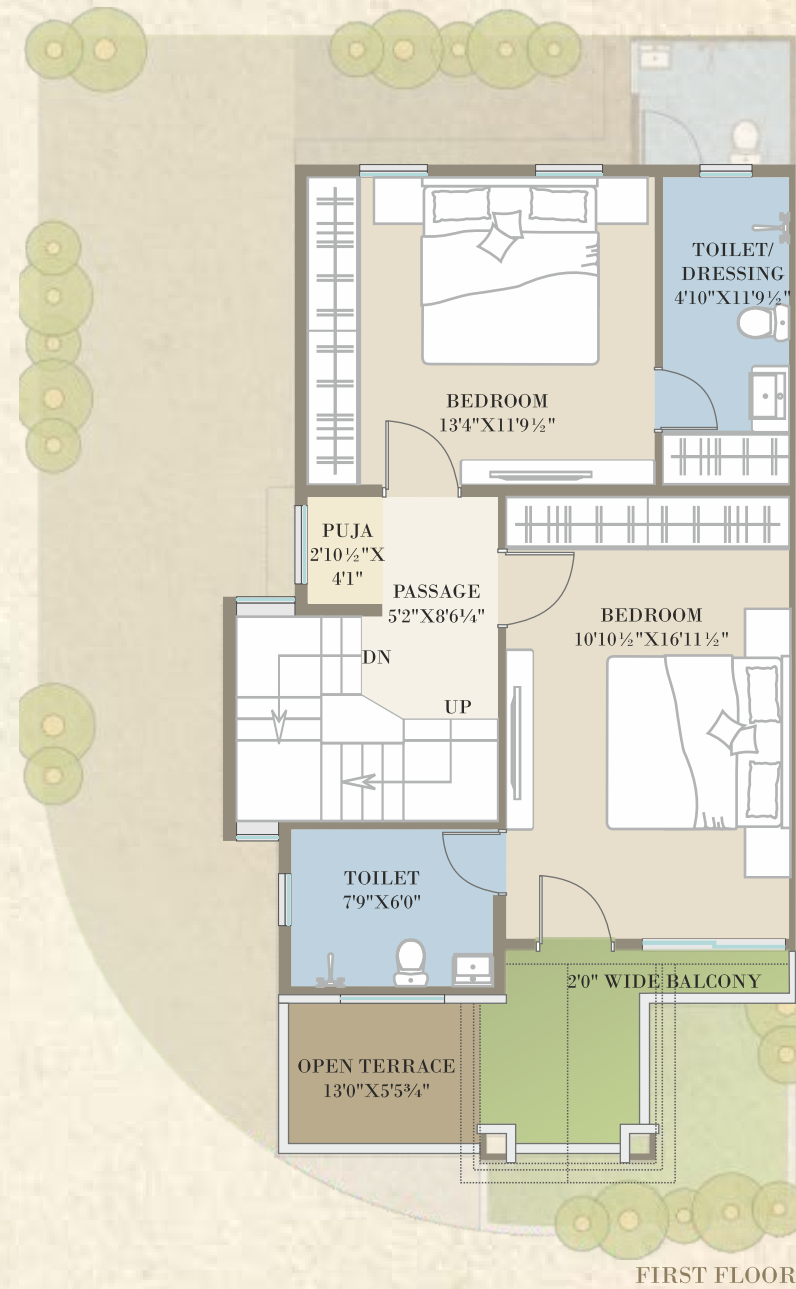 TOILET/
DRESSING
4'10"X11'9½"
BEDROOM
13'4"X11'9½"
PUJA
2'10½"X
4'1"
PASSAGE
5'2"X8'6¼"
BEDROOM
10'10½"X16'11½"
DN
UP
TOILET
7'9"X6'0"
2'0" WIDE BALCONY
OPEN TERRACE
13'0"X5'5¾"
FIRST FLOOR